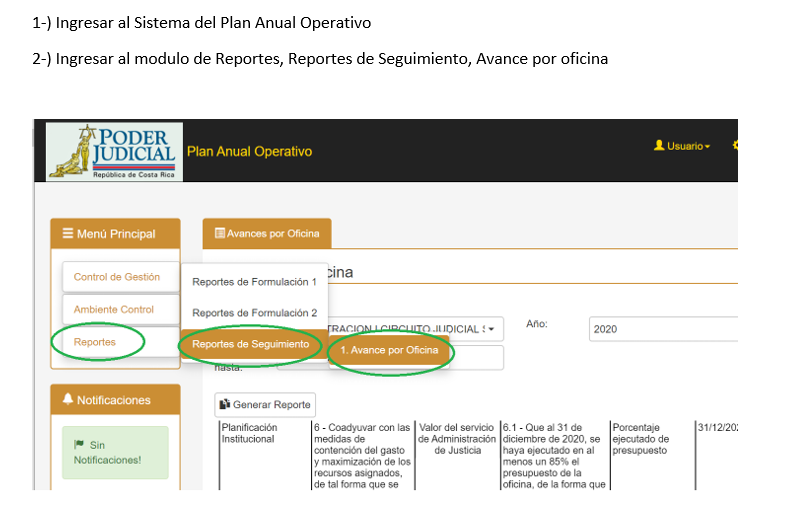 1-) Ingresar al Sistema del Plan Anual Operativo
2-) Ingresar al modulo de Reportes, Reportes de Seguimiento, Avance por oficina
PODER
JUDICIAL
República de Costa Rica
Plan Anual Operativo
Usuario
Menú Principal
Avances por Oficina
Control de Gestión
Ambiente Control
Reportes
Reportes de Formulación 1
Reportes de Formulación 2
Reportes de Seguimiento
1. Avance por Oficina
cina
TRACION I CIRCUITO JUDICIAL
Año:
2020
hasta:
Notificaciones
Sin
Notificaciones!
Generar Reporte
Planificación
Institucional
6 - Coadyuvar con las
medidas de
contención del gasto
y maximización de los
recursos asignados,
de tal forma que se
Valor del servicio
de Administración
de Justicia
6.1 - Que al 31 de
diciembre de 2020, se
haya ejecutado en al
menos un 85% el
presupuesto de la
oficina, de la forma que
Porcentaje
ejecutado de
presupuesto
31/12/202